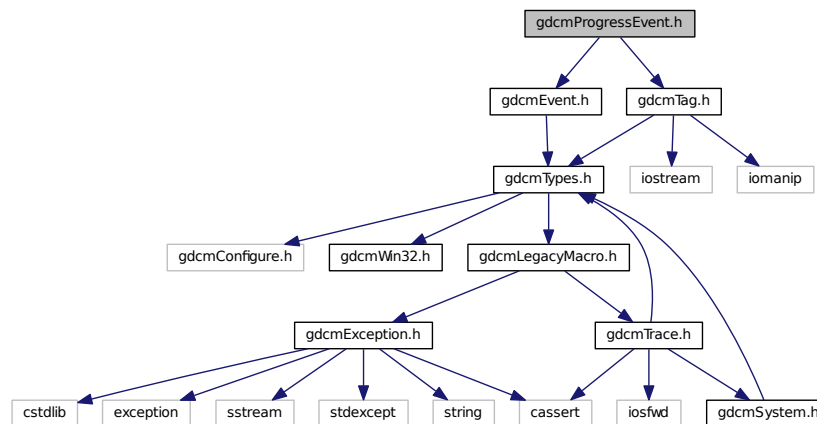 gdcmProgressEvent.h
gdcmEvent.h
gdcmTag.h
gdcmTypes.h
iostream
iomanip
gdcmConfigure.h
gdcmWin32.h
gdcmLegacyMacro.h
gdcmException.h
gdcmTrace.h
cstdlib
exception
sstream
stdexcept
string
cassert
iosfwd
gdcmSystem.h